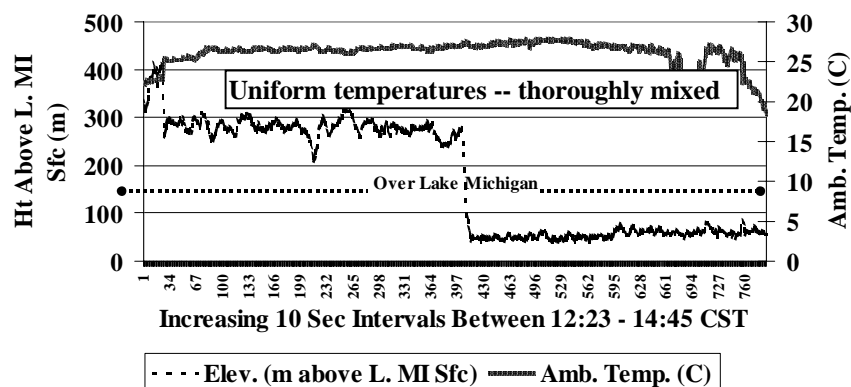 500
400
300
200
100
0
Ht Above L. MI
Sfc (m)
30
25
20
15
10
5
0
Amb. Temp. (C)
Uniform temperatures -- thoroughly mixed
Over Lake Michigan
1 34 67 100 133 166 199 232 265 298 331 364 397 430 463 496 529 562 595 628 661 694 727 760
Increasing 10 Sec Intervals Between 12:23 - 14:45 CST
Elev. (m above L. MI Sfc) Amb. Temp. (C)